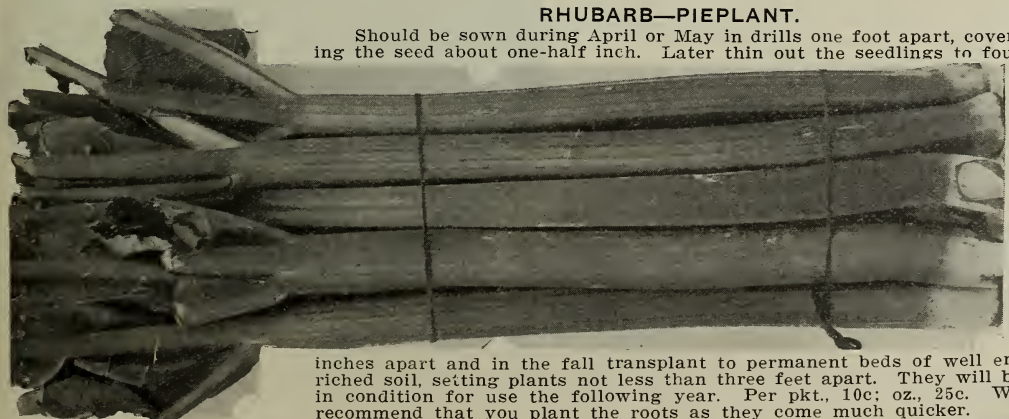 RHUBARB—PIEPLANT.
Should be sown during April or May in drills one foot apart, cover
ing the seed about one-half inch. Later thin out the seedlings to fou
inches apart and in the fall transplant to permanent beds of well en
riched soil, setting plants not less than three feet apart. They will b
in condition for use the following year. Per pkt., 10c; oz., 25c. W
recommend that you plant the roots as they come much quicker.